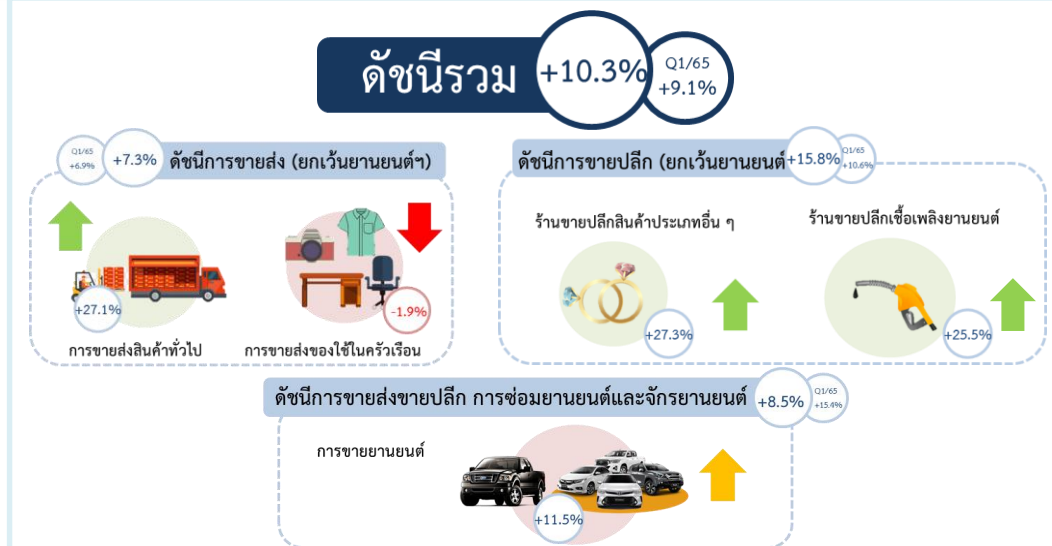 ดัชนีรวม
+10.3%
Q1/65
+9.1%
Q1/65
+6.9%
+7.3%
ดัชนีการขายส่ง (ยกเว้นยานยนต์ฯ)
+27.1%
การขายส่งสินค้าทั่วไป
-1.9%
การขายส่งของใช้ในครัวเรือน
ดัชนีการขายปลีก (ยกเว้นยานยนต์
+15.8%
Q1/65
+10.6%
ร้านขายปลีกสินค้าประเภทอื่น ๆ
+27.3%
ร้านขายปลีกเชื้อเพลิงยานยนต์
+25.5%
ดัชนีการขายส่งขายปลีก การซ่อมยานยนต์และจักรยานยนต์
+8.5%
Q1/65
+15.4%
การขายยานยนต์
+11.5%